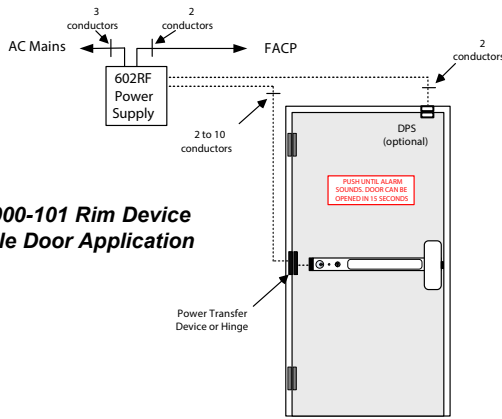 3
conductors
2
conductors
AC Mains
FACP
2
conductors
602RF
Power
Supply
2 to 10
conductors
DPS
(optional)
PUSH UNTIL ALARM
SOUNDS. DOOR CAN BE
OPENED IN 15 SECONDS
000-101 Rim Device
le Door Application
Power Transfer
Device or Hinge